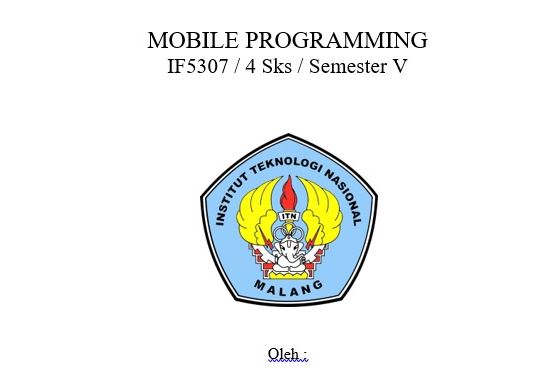 MOBILE PROGRAMMING
IF5307 / 4 Sks / Semester V
INSTITUT TEKNOLOGI NASIONAL
ITN
MALANG
Oleh :